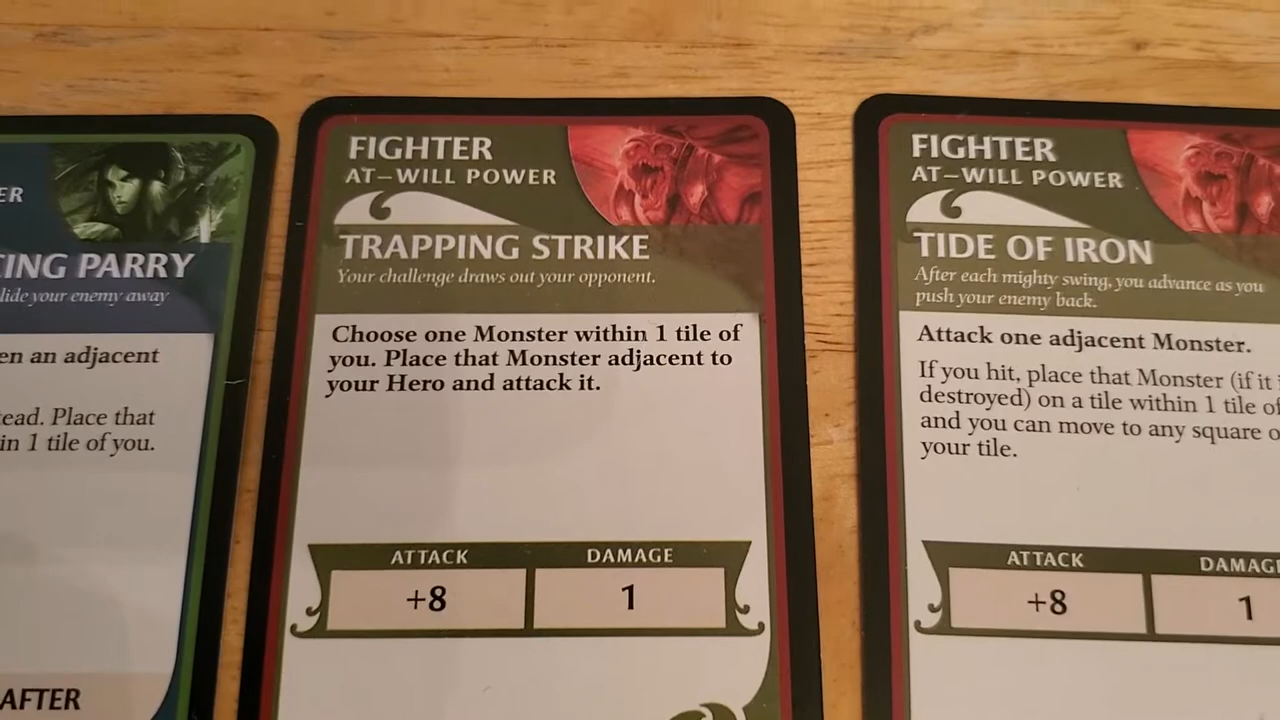 ER
CING PARRY
lide your enemy away
en an adjacent
tead. Place that
in 1 tile of you.
AFTER
FIGHTER
AT–WILL POWER
TRAPPING STRIKE
Your challenge draws out your opponent.
Choose one Monster within 1 tile of
you. Place that Monster adjacent to
your Hero and attack it.
ATTACK DAMAGE
+8 1
FIGHTER
AT–WILL POWER
TIDE OF IRON
After each mighty swing, you advance as you
push your enemy back.
Attack one adjacent Monster.
If you hit, place that Monster (if it i
destroyed) on a tile within 1 tile of
and you can move to any square o
your tile.
ATTACK DAMAG
+8 1